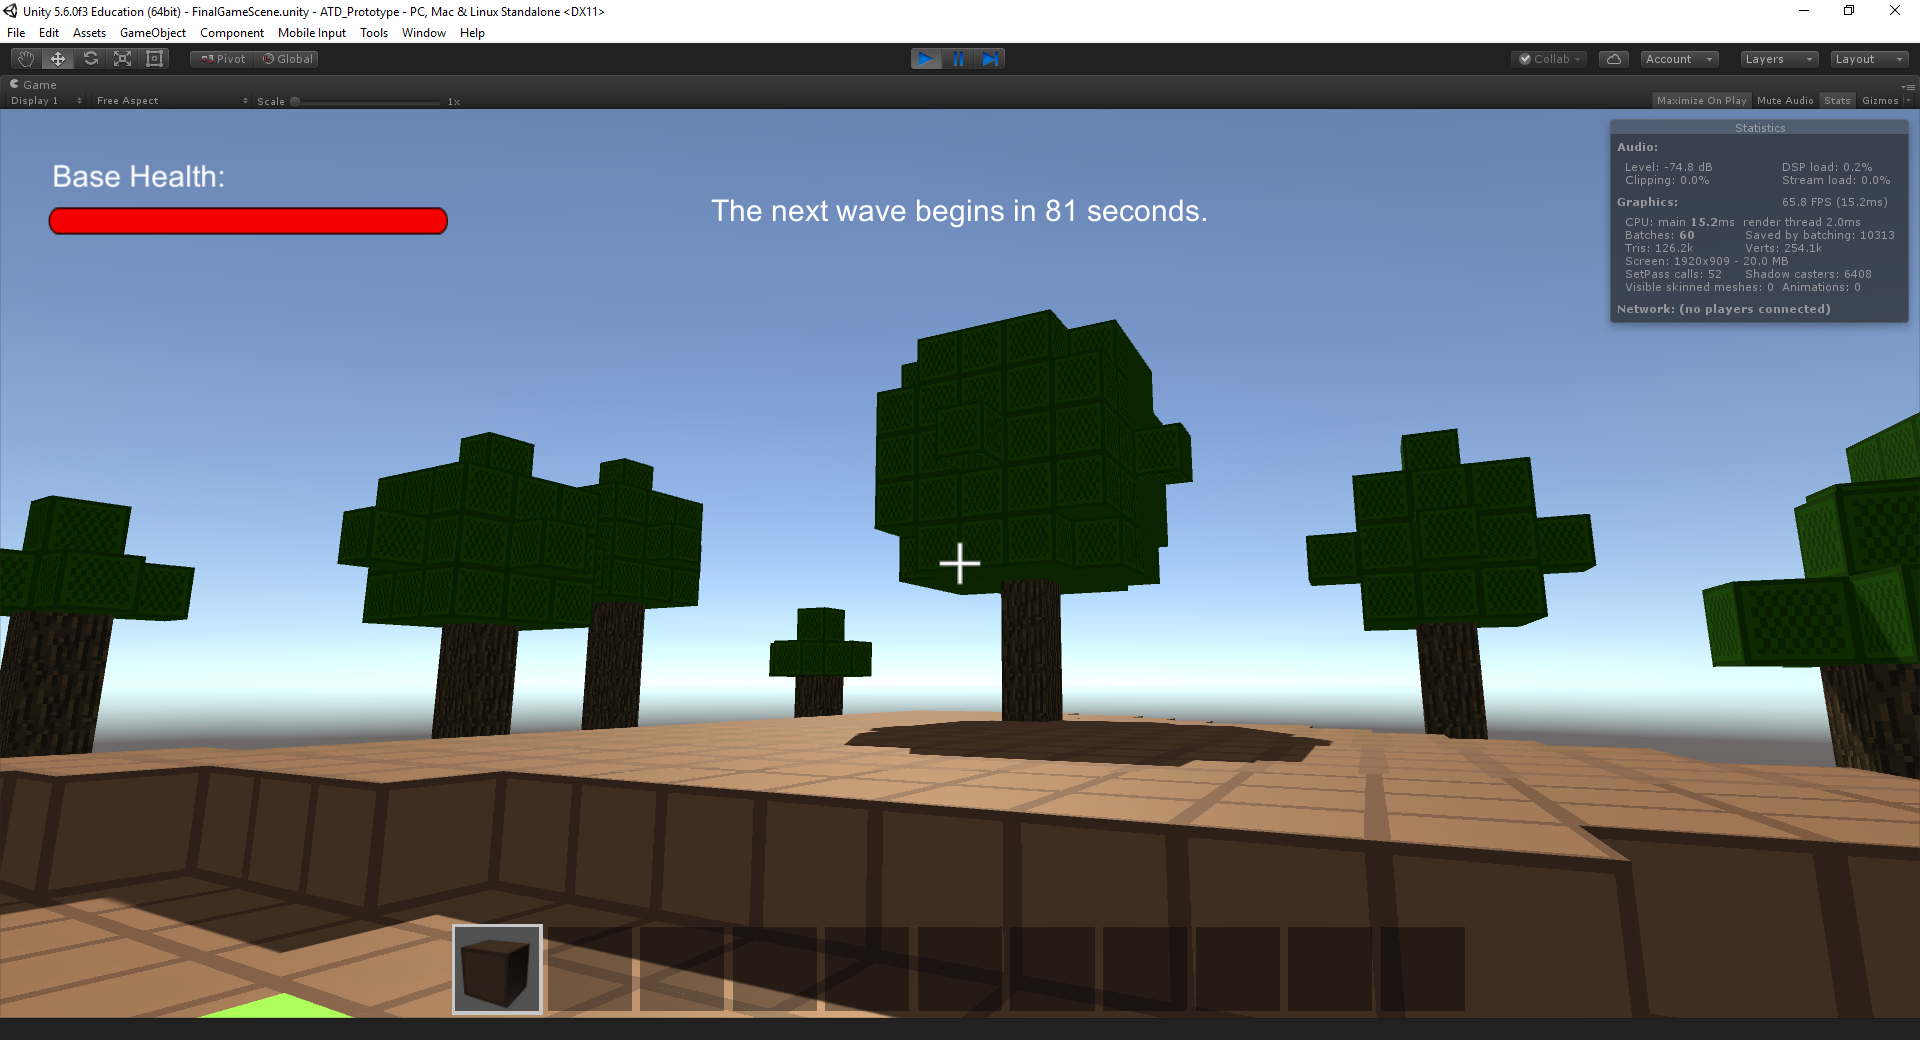 Unity 5.6.0f3 Education (64bit) - FinalGameScene.unity - ATD_Prototype - PC, Mac & Linux Standalone <DX11>
File Edit Assets GameObject Component Mobile Input Tools Window Help
Pivot Global Collab Account Layers Layout
Game
Display 1 Free Aspect Scale 1x Maximize On Play Mute Audio Stats Gizmos
Statistics
Audio:
Level: -74.8 dB DSP load: 0.2%
Clipping: 0.0% Stream load: 0.0%
Graphics: 65.8 FPS (15.2ms)
CPU: main 15.2ms render thread 2.0ms
Batches: 60 Saved by batching: 10313
Tris: 126.2k Verts: 254.1k
Screen: 1920x909 - 20.0 MB
SetPass calls: 52 Shadow casters: 6408
Visible skinned meshes: 0 Animations: 0
Network: (no players connected)
Base Health:
The next wave begins in 81 seconds.